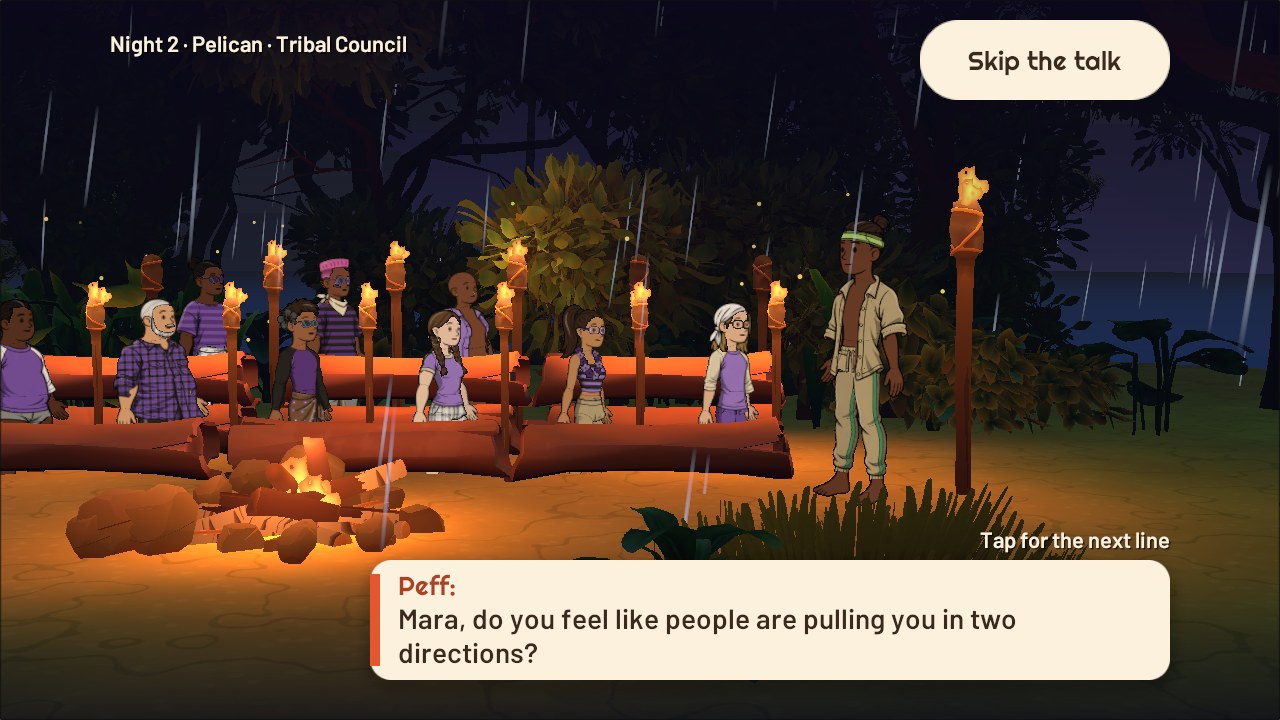 Night 2 · Pelican · Tribal Council
Skip the talk
Tap for the next line
Peff:
Mara, do you feel like people are pulling you in two
directions?